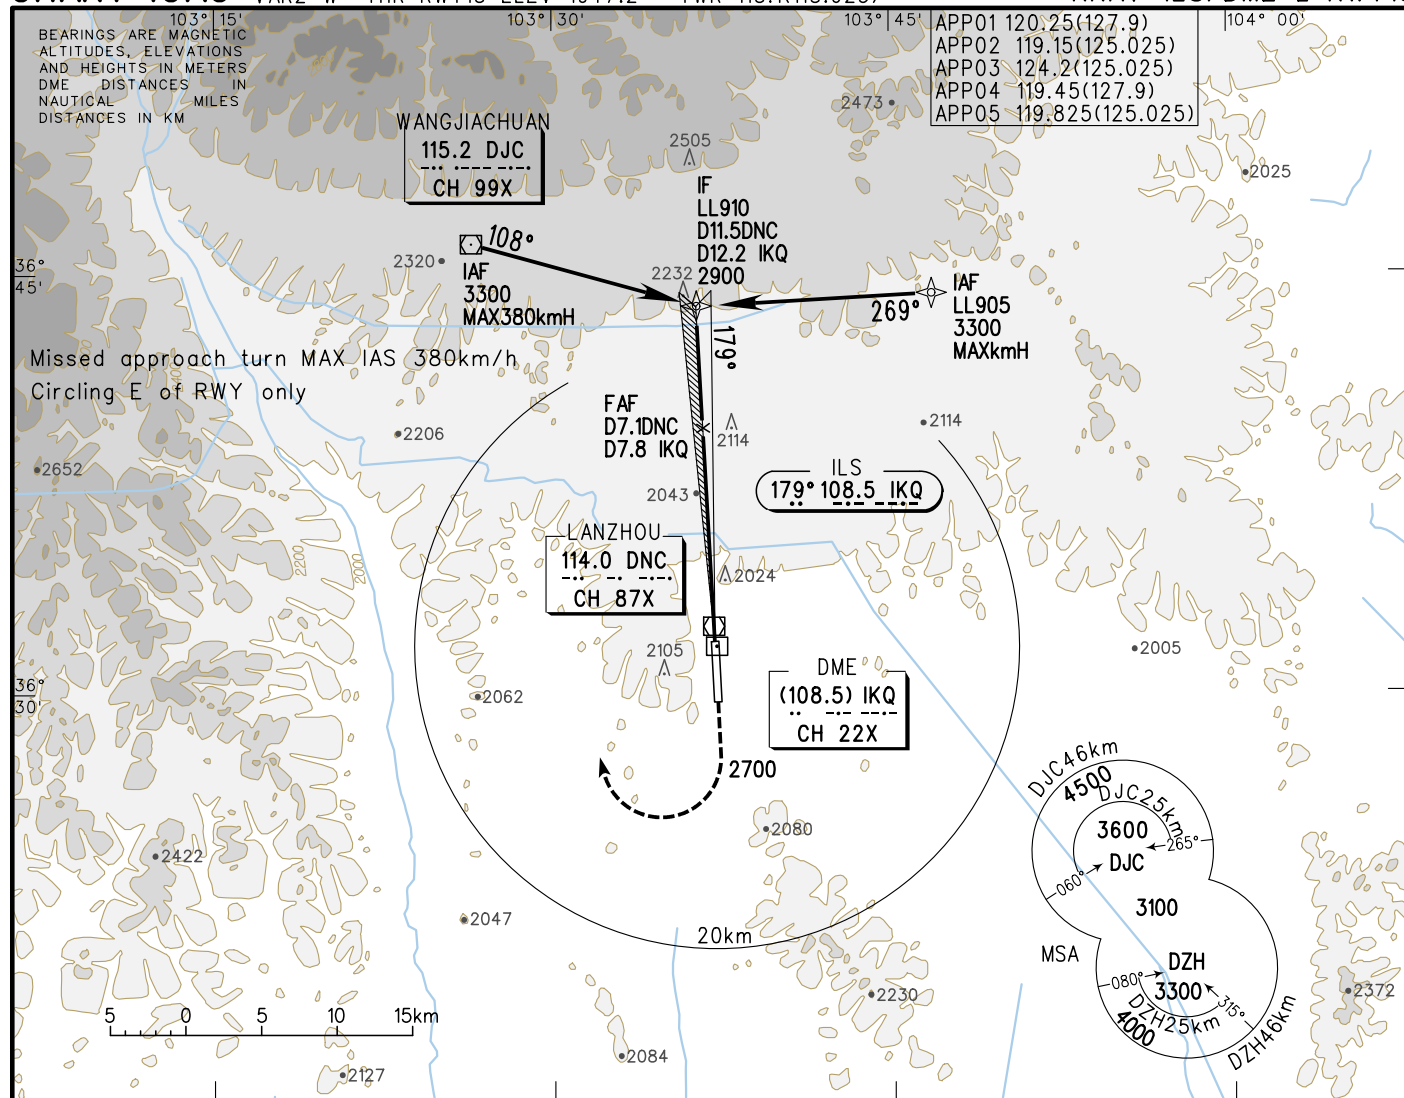 103° 15'
103° 30'
103° 45'
104° 00'
BEARINGS ARE MAGNETIC
ALTITUDES, ELEVATIONS
AND HEIGHTS IN METERS
DME DISTANCES IN
NAUTICAL MILES
DISTANCES IN KM
APP01 120.25(127.9)
APP02 119.15(125.025)
APP03 124.2(125.025)
APP04 119.45(127.9)
APP05 119.825(125.025)
2473
2025
WANGJIACHUAN
115.2 DJC
CH 99X
2505
IF
LL910
D11.5DNC
D12.2 IKQ
2900
108°
2320
IAF
3300
MAX380kmH
2232
36°
45'
269°
IAF
LL905
3300
MAXkmH
179°
Missed approach turn MAX IAS 380km/h
Circling E of RWY only
2400
FAF
D7.1DNC
D7.8 IKQ
2114
2114
2206
2652
2043
ILS
179° 108.5 IKQ
LANZHOU
114.0 DNC
CH 87X
2200
2000
2024
2105
2005
DME
(108.5) IKQ
CH 22X
36°
30'
2062
2700
2080
2422
2047
20km
DJC46km
4500
DJC25km
3600
265°
DJC
060°
3100
MSA
DZH
080°
3300
315°
DZH25km
4000
DZH46km
2230
2372
5 0 5 10 15km
2084
2127